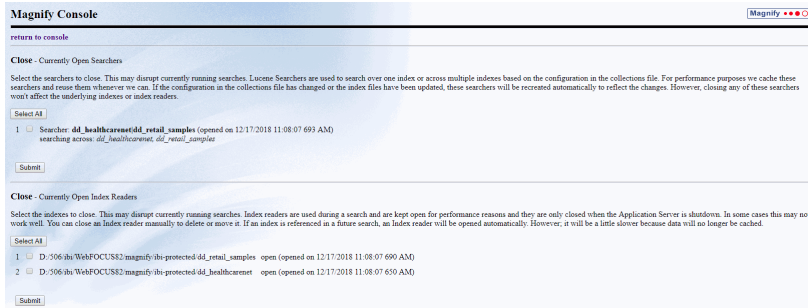 Magnify Console
Magnify
return to console
Close - Currently Open Searchers
Select the searchers to close. This may disrupt currently running searches. Lucene Searchers are used to search over one index or across multiple indexes based on the configuration in the collections file. For performance purposes we cache these
searchers and reuse them whenever we can. If the configuration in the collections file has changed or the index files have been updated, these searchers will be recreated automatically to reflect the changes. However, closing any of these searchers
won't affect the underlying indexes or index readers.
Select All
1 Searcher: dd_healthcarenet|dd_retail_samples (opened on 12/17/2018 11:08:07 693 AM)
searching across: dd_healthcarenet, dd_retail_samples
Submit
Close - Currently Open Index Readers
Select the indexes to close. This may disrupt currently running searches. Index readers are used during a search and are kept open for performance reasons and they are only closed when the Application Server is shutdown. In some cases this may no
work well. You can close an Index reader manually to delete or move it. If an index is referenced in a future search, an Index reader will be opened automatically. However; it will be a little slower because data will no longer be cached.
Select All
1 D:/506/ibi/WebFOCUS82/magnify/ibi-protected/dd_retail_samples open (opened on 12/17/2018 11:08:07 690 AM)
2 D:/506/ibi/WebFOCUS82/magnify/ibi-protected/dd_healthcarenet open (opened on 12/17/2018 11:08:07 650 AM)
Submit